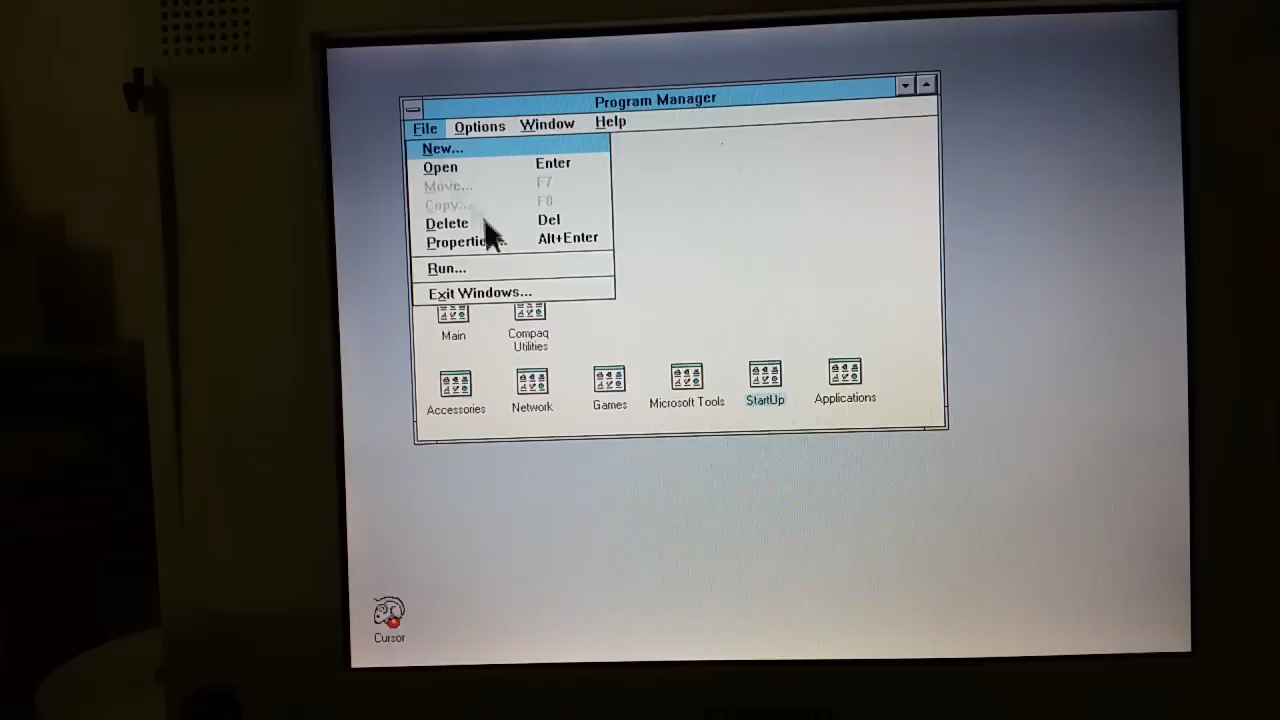 Program Manager
File Options Window Help
New...
Open Enter
Move... F7
Copy... F8
Delete Del
Alt+Enter
Run...
Exit Windows...
Main Compaq
Utilities
Accessories Network Games Microsoft Tools StartUp Applications
Cursor